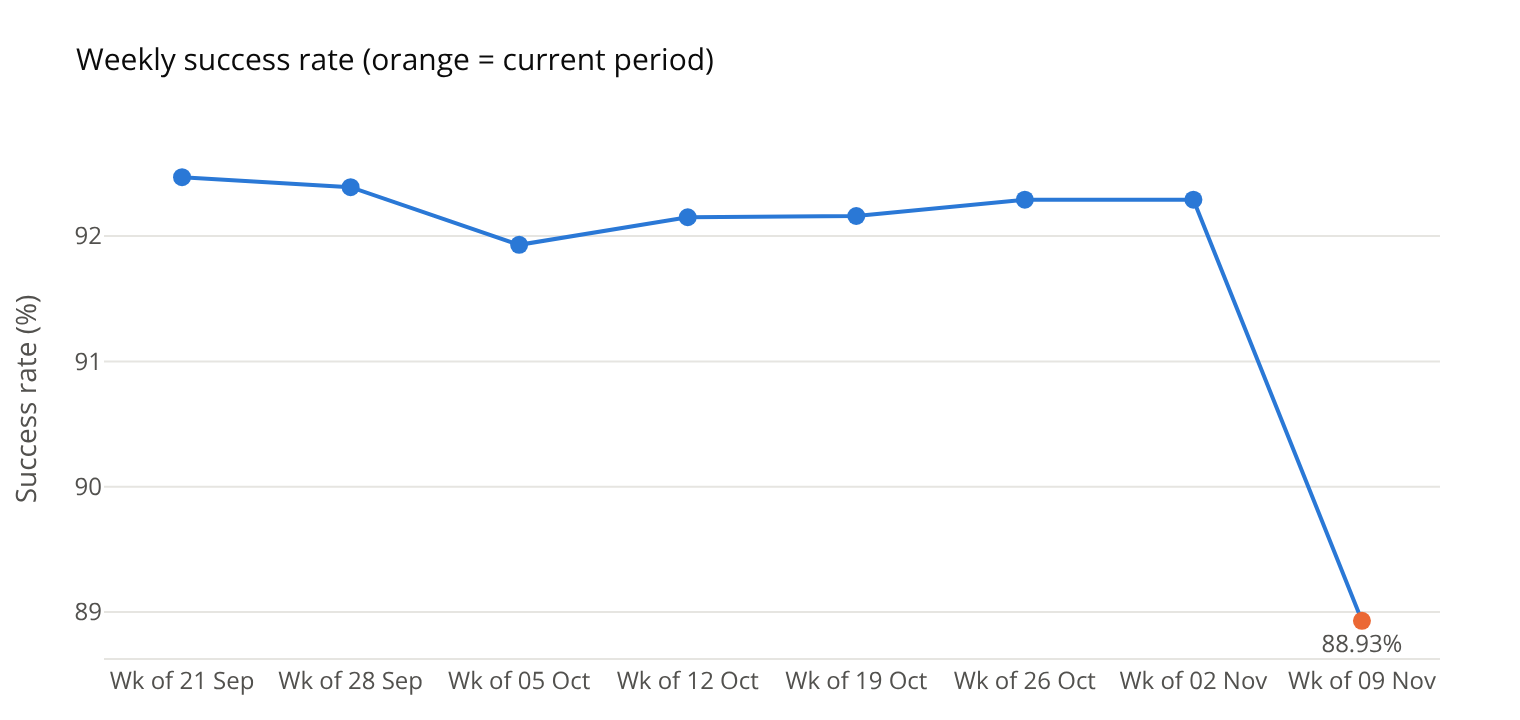 Weekly success rate (orange = current period)
Success rate (%)
92
91
90
89
88.93%
Wk of 21 Sep
Wk of 28 Sep
Wk of 05 Oct
Wk of 12 Oct
Wk of 19 Oct
Wk of 26 Oct
Wk of 02 Nov
Wk of 09 Nov